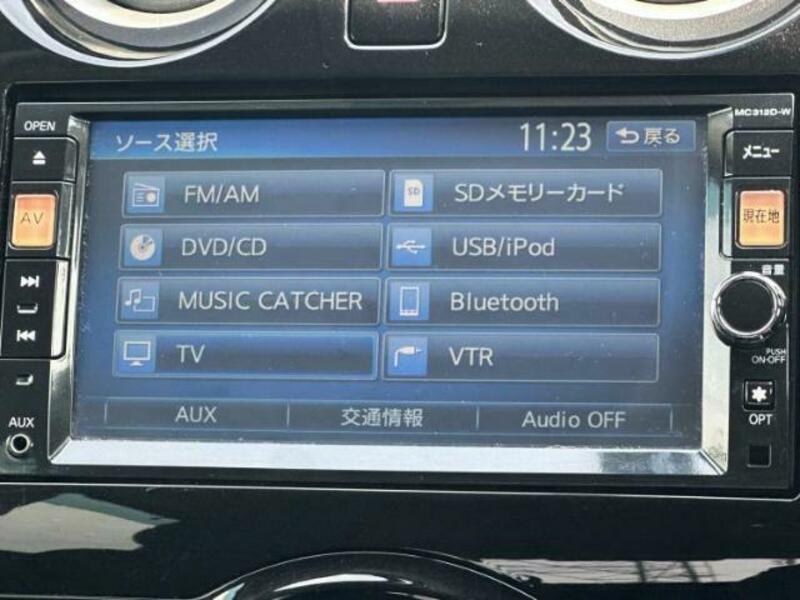 MC312D-W
OPEN
ソース選択
11:23
戻る
メニュー
AV
FM/AM
SD
SDメモリーカード
現在地
DVD/CD
USB/iPod
音量
MUSIC CATCHER
Bluetooth
TV
VTR
PUSH
ON-OFF
AUX
AUX
交通情報
Audio OFF
OPT